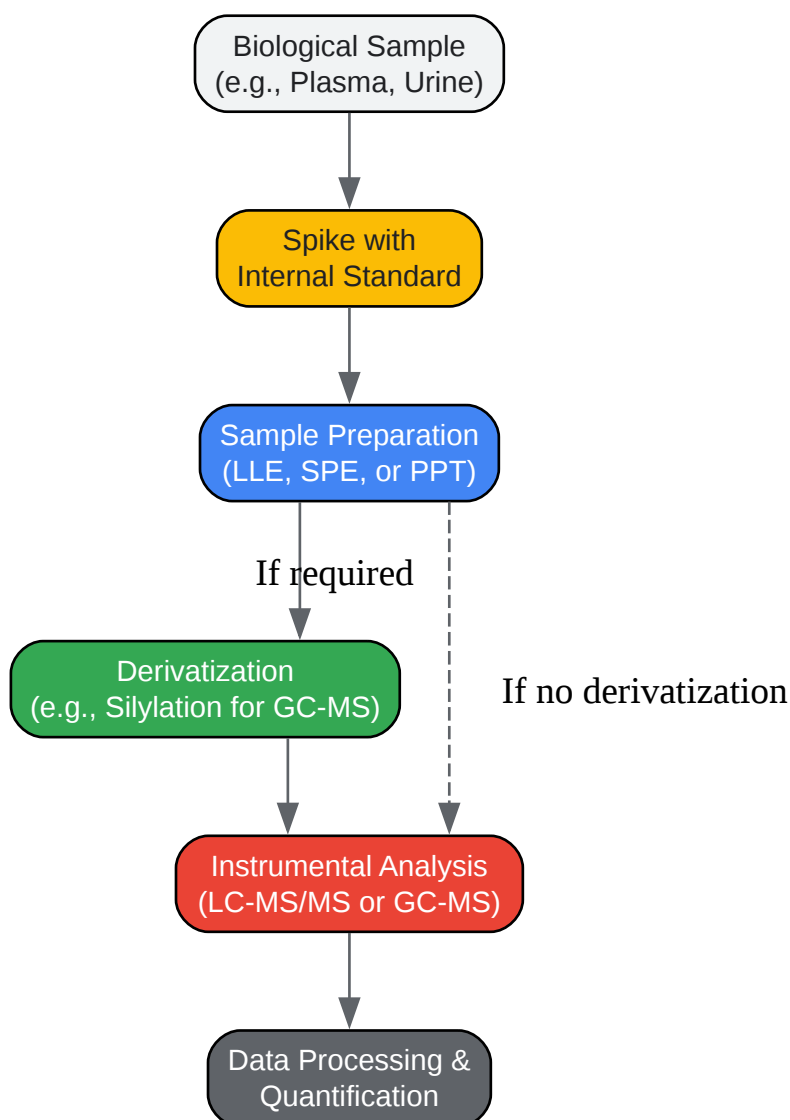 Biological Sample
(e.g., Plasma, Urine)
Spike with
Internal Standard
Sample Preparation
(LLE, SPE, or PPT)
If required
Derivatization
(e.g., Silylation for GC-MS)
If no derivatization
Instrumental Analysis
(LC-MS/MS or GC-MS)
Data Processing &
Quantification